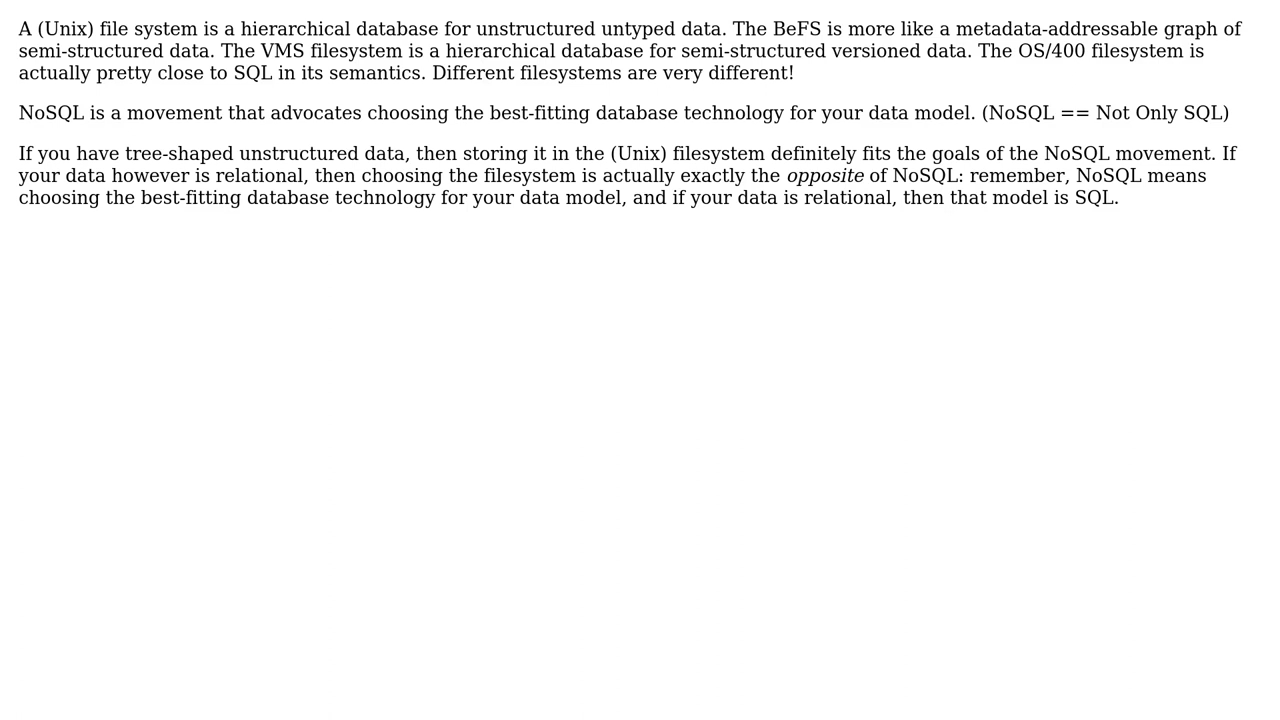 A (Unix) file system is a hierarchical database for unstructured untyped data. The BeFS is more like a metadata-addressable graph of
semi-structured data. The VMS filesystem is a hierarchical database for semi-structured versioned data. The OS/400 filesystem is
actually pretty close to SQL in its semantics. Different filesystems are very different!
NoSQL is a movement that advocates choosing the best-fitting database technology for your data model. (NoSQL == Not Only SQL)
If you have tree-shaped unstructured data, then storing it in the (Unix) filesystem definitely fits the goals of the NoSQL movement. If
your data however is relational, then choosing the filesystem is actually exactly the opposite of NoSQL: remember, NoSQL means
choosing the best-fitting database technology for your data model, and if your data is relational, then that model is SQL.